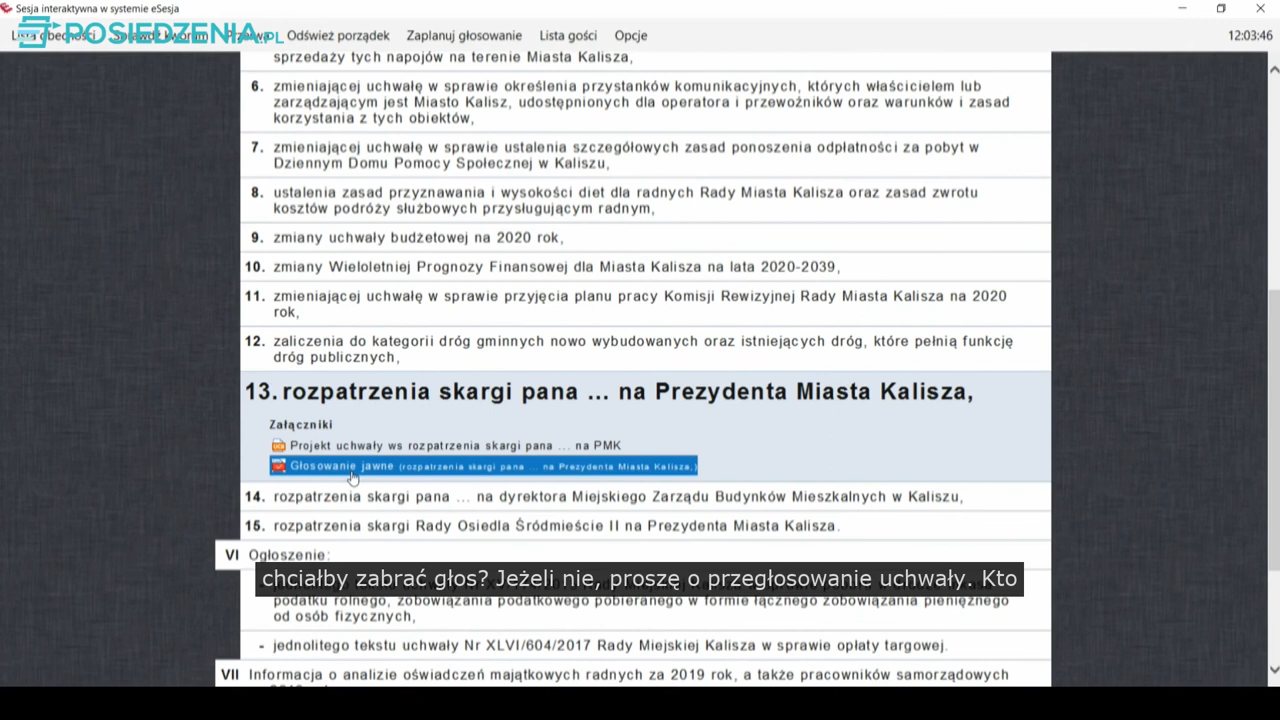 Sesja interaktywna w systemie eSesja
POSIEDZENIA.PL
Lista obecności Sprawdź kworum Przerwa Odśwież porządek Zaplanuj głosowanie Lista gości Opcje 12:03:46
sprzedaży tych napojów na terenie Miasta Kalisza,
6. zmieniającej uchwałę w sprawie określenia przystanków komunikacyjnych, których właścicielem lub
zarządzającym jest Miasto Kalisz, udostępnionych dla operatora i przewoźników oraz warunków i zasad
korzystania z tych obiektów,
7. zmieniającej uchwałę w sprawie ustalenia szczegółowych zasad ponoszenia odpłatności za pobyt w
Dziennym Domu Pomocy Społecznej w Kaliszu,
8. ustalenia zasad przyznawania i wysokości diet dla radnych Rady Miasta Kalisza oraz zasad zwrotu
kosztów podróży służbowych przysługującym radnym,
9. zmiany uchwały budżetowej na 2020 rok,
10. zmiany Wieloletniej Prognozy Finansowej dla Miasta Kalisza na lata 2020-2039,
11. zmieniającej uchwałę w sprawie przyjęcia planu pracy Komisji Rewizyjnej Rady Miasta Kalisza na 2020
rok,
12. zaliczenia do kategorii dróg gminnych nowo wybudowanych oraz istniejących dróg, które pełnią funkcję
dróg publicznych,
13. rozpatrzenia skargi pana ... na Prezydenta Miasta Kalisza,
Załączniki
Projekt uchwały ws rozpatrzenia skargi pana ... na PMK
Głosowanie jawne (rozpatrzenia skargi pana ... na Prezydenta Miasta Kalisza,)
14. rozpatrzenia skargi pana ... na dyrektora Miejskiego Zarządu Budynków Mieszkalnych w Kaliszu,
15. rozpatrzenia skargi Rady Osiedla Śródmieście II na Prezydenta Miasta Kalisza.
VI Ogłoszenie:
chciałby zabrać głos? Jeżeli nie, proszę o przegłosowanie uchwały. Kto
podatku rolnego, zobowiązania podatkowego pobieranego w formie łącznego zobowiązania pieniężnego
od osób fizycznych,
- jednolitego tekstu uchwały Nr XLVI/604/2017 Rady Miejskiej Kalisza w sprawie opłaty targowej.
VII Informacja o analizie oświadczeń majątkowych radnych za 2019 rok, a także pracowników samorządowych